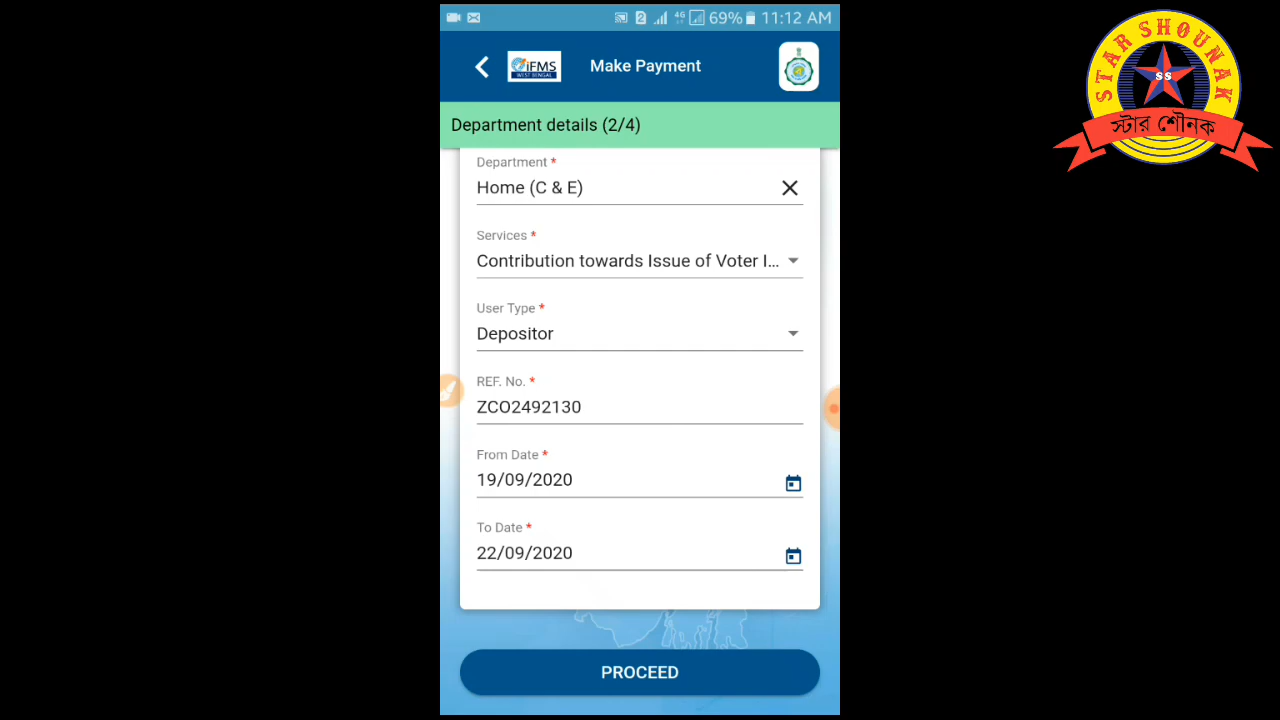 2 4G 69% 11:12 AM
iFMS
WEST BENGAL
Make Payment
Department details (2/4)
Department *
Home (C & E)
Services *
Contribution towards Issue of Voter I...
User Type *
Depositor
REF. No. *
ZCO2492130
From Date *
19/09/2020
To Date *
22/09/2020
PROCEED
STAR SHOUNAK
SS
স্টার শৌনক